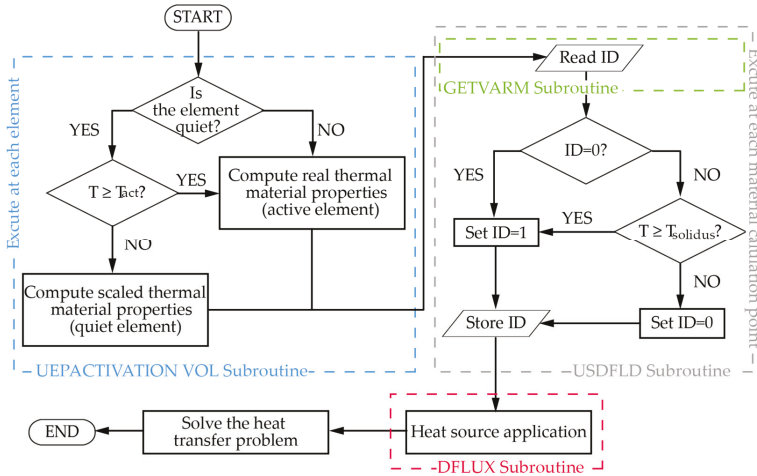 START
Excute at each element
Is
the element
quiet?
YES
NO
T ≥ Tact?
YES
Compute real thermal
material properties
(active element)
NO
Compute scaled thermal
material properties
(quiet element)
UEPACTIVATION VOL Subroutine
Read ID
GETVARM Subroutine
Excute at each material calulation point
ID=0?
YES
NO
Set ID=1
YES
T ≥ Tsolidus?
NO
Store ID
Set ID=0
USDFLD Subroutine
END
Solve the heat
transfer problem
Heat source application
DFLUX Subroutine